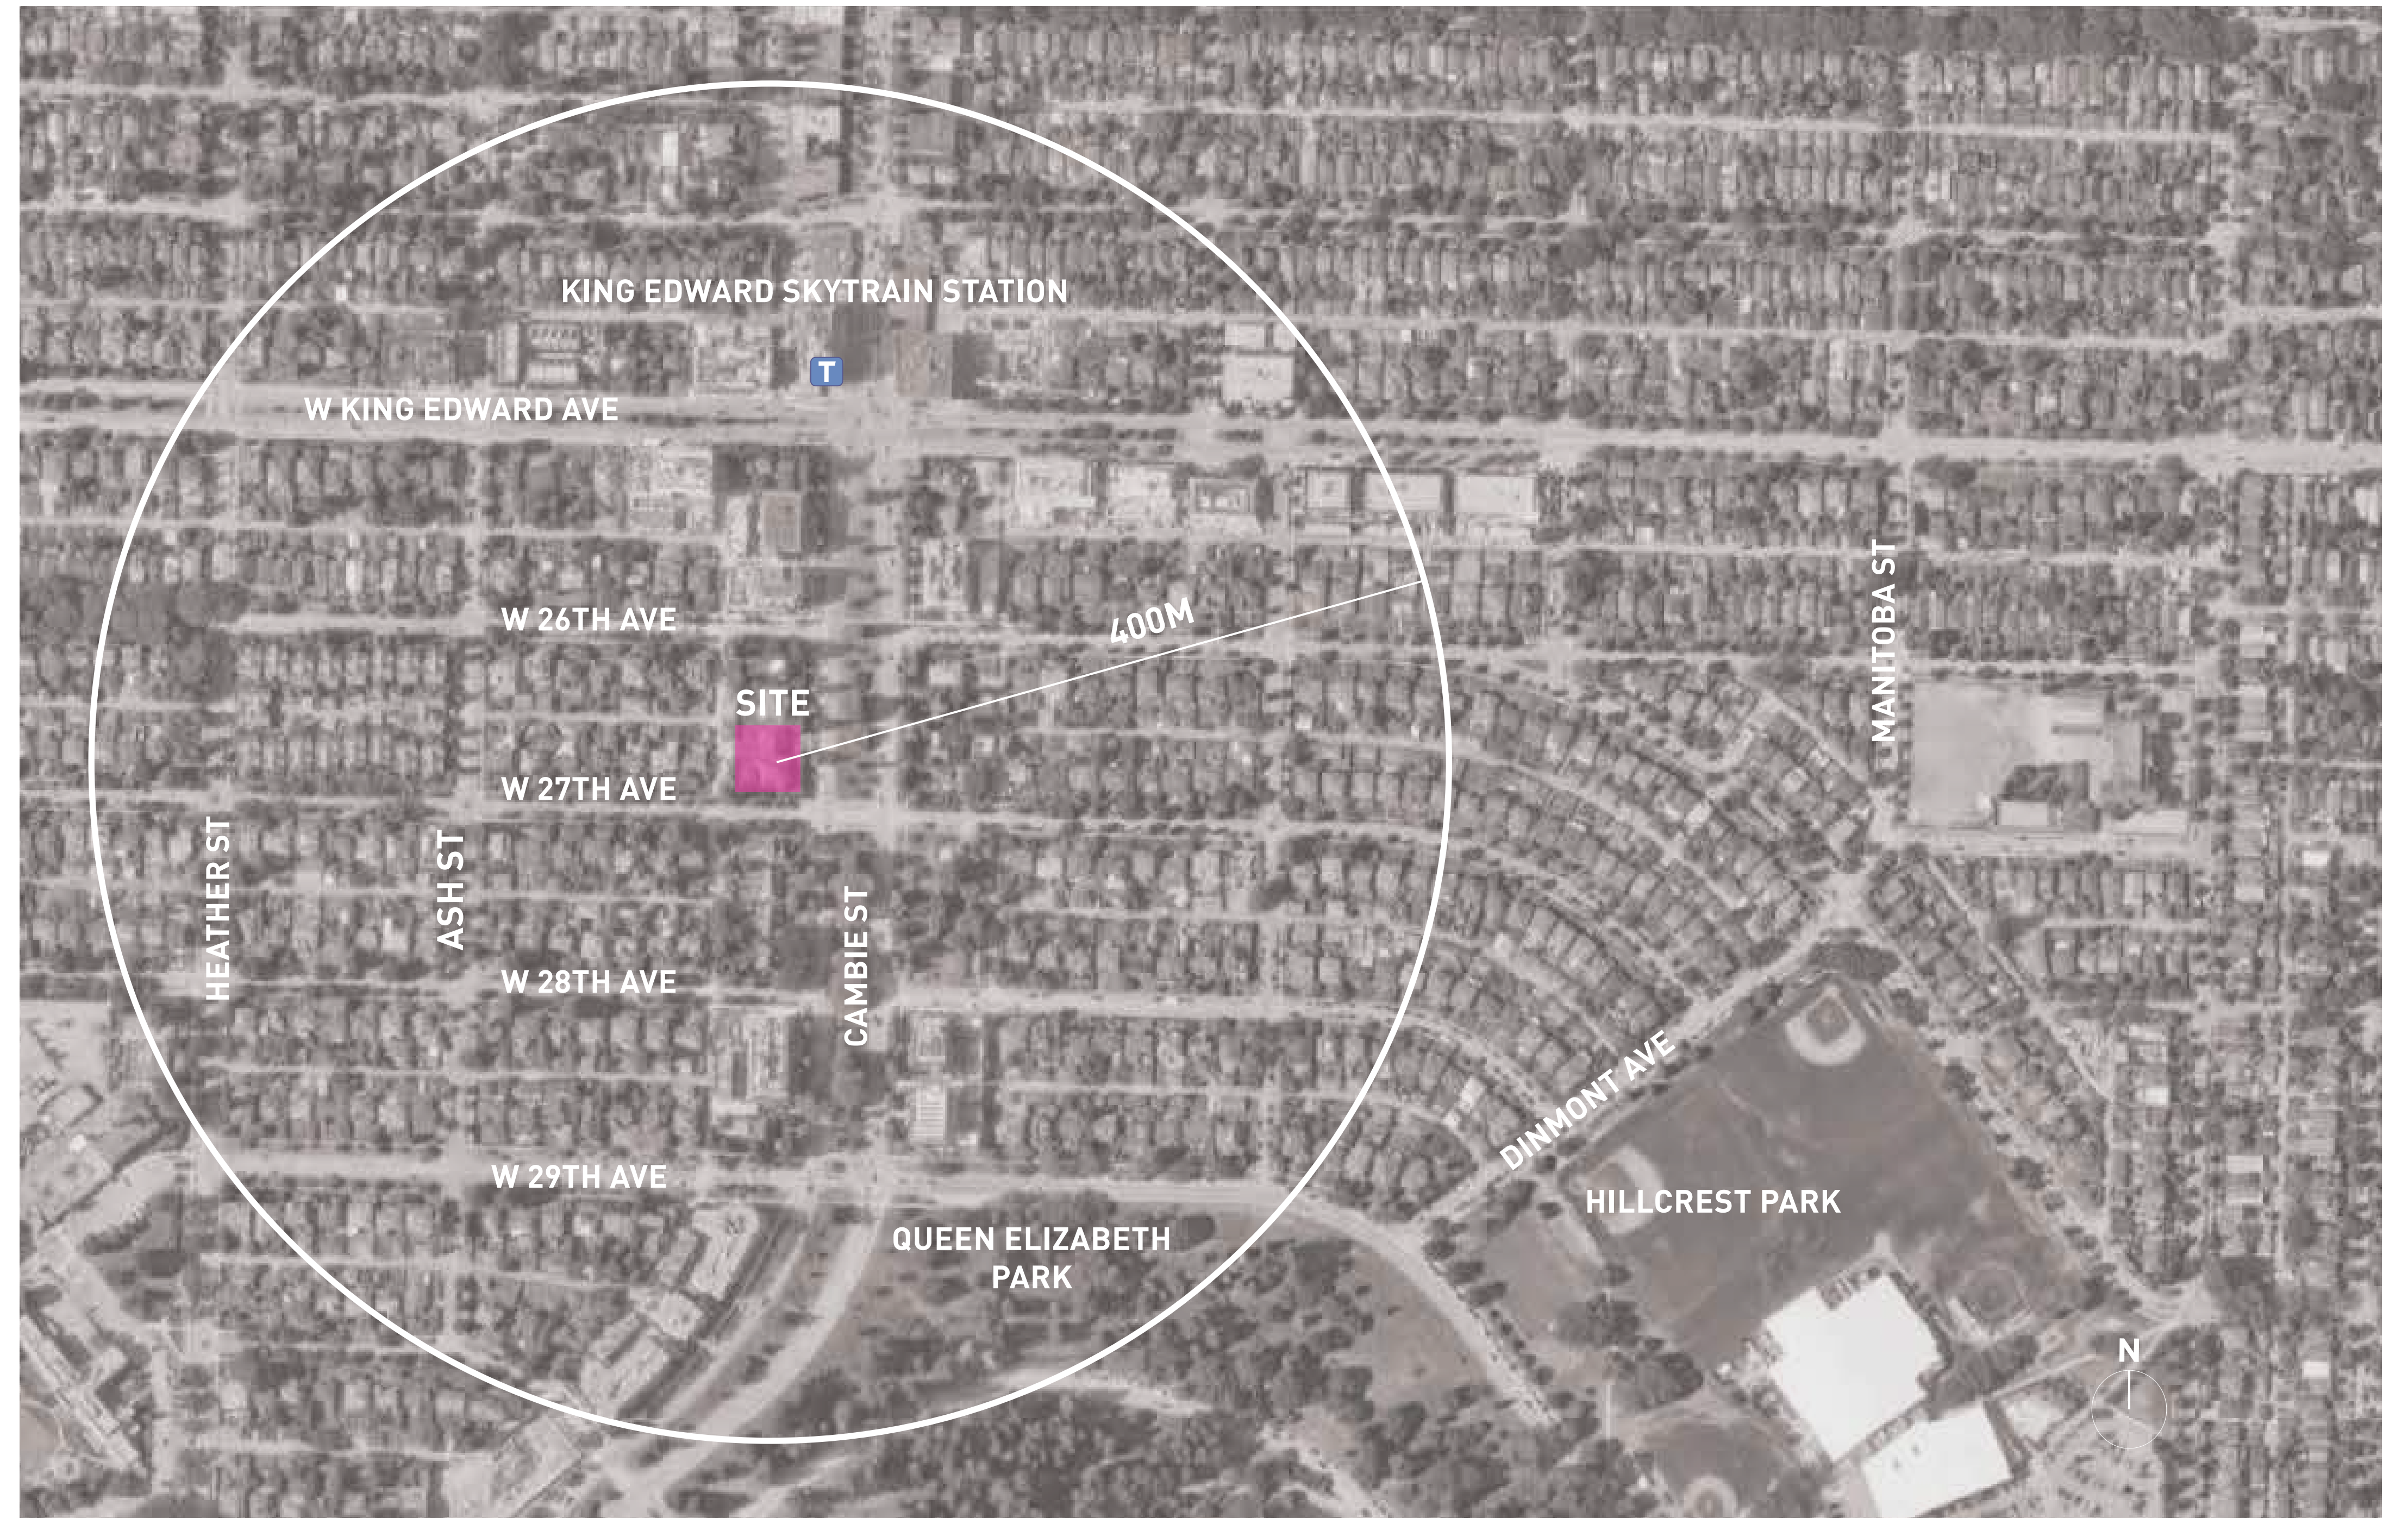 KING EDWARD SKYTRAIN STATION
T
W KING EDWARD AVE
W 26TH AVE
400M
MANITOBA ST
SITE
W 27TH AVE
HEATHER ST
ASH ST
CAMBIE ST
W 28TH AVE
DINMONT AVE
W 29TH AVE
HILLCREST PARK
QUEEN ELIZABETH
PARK
N